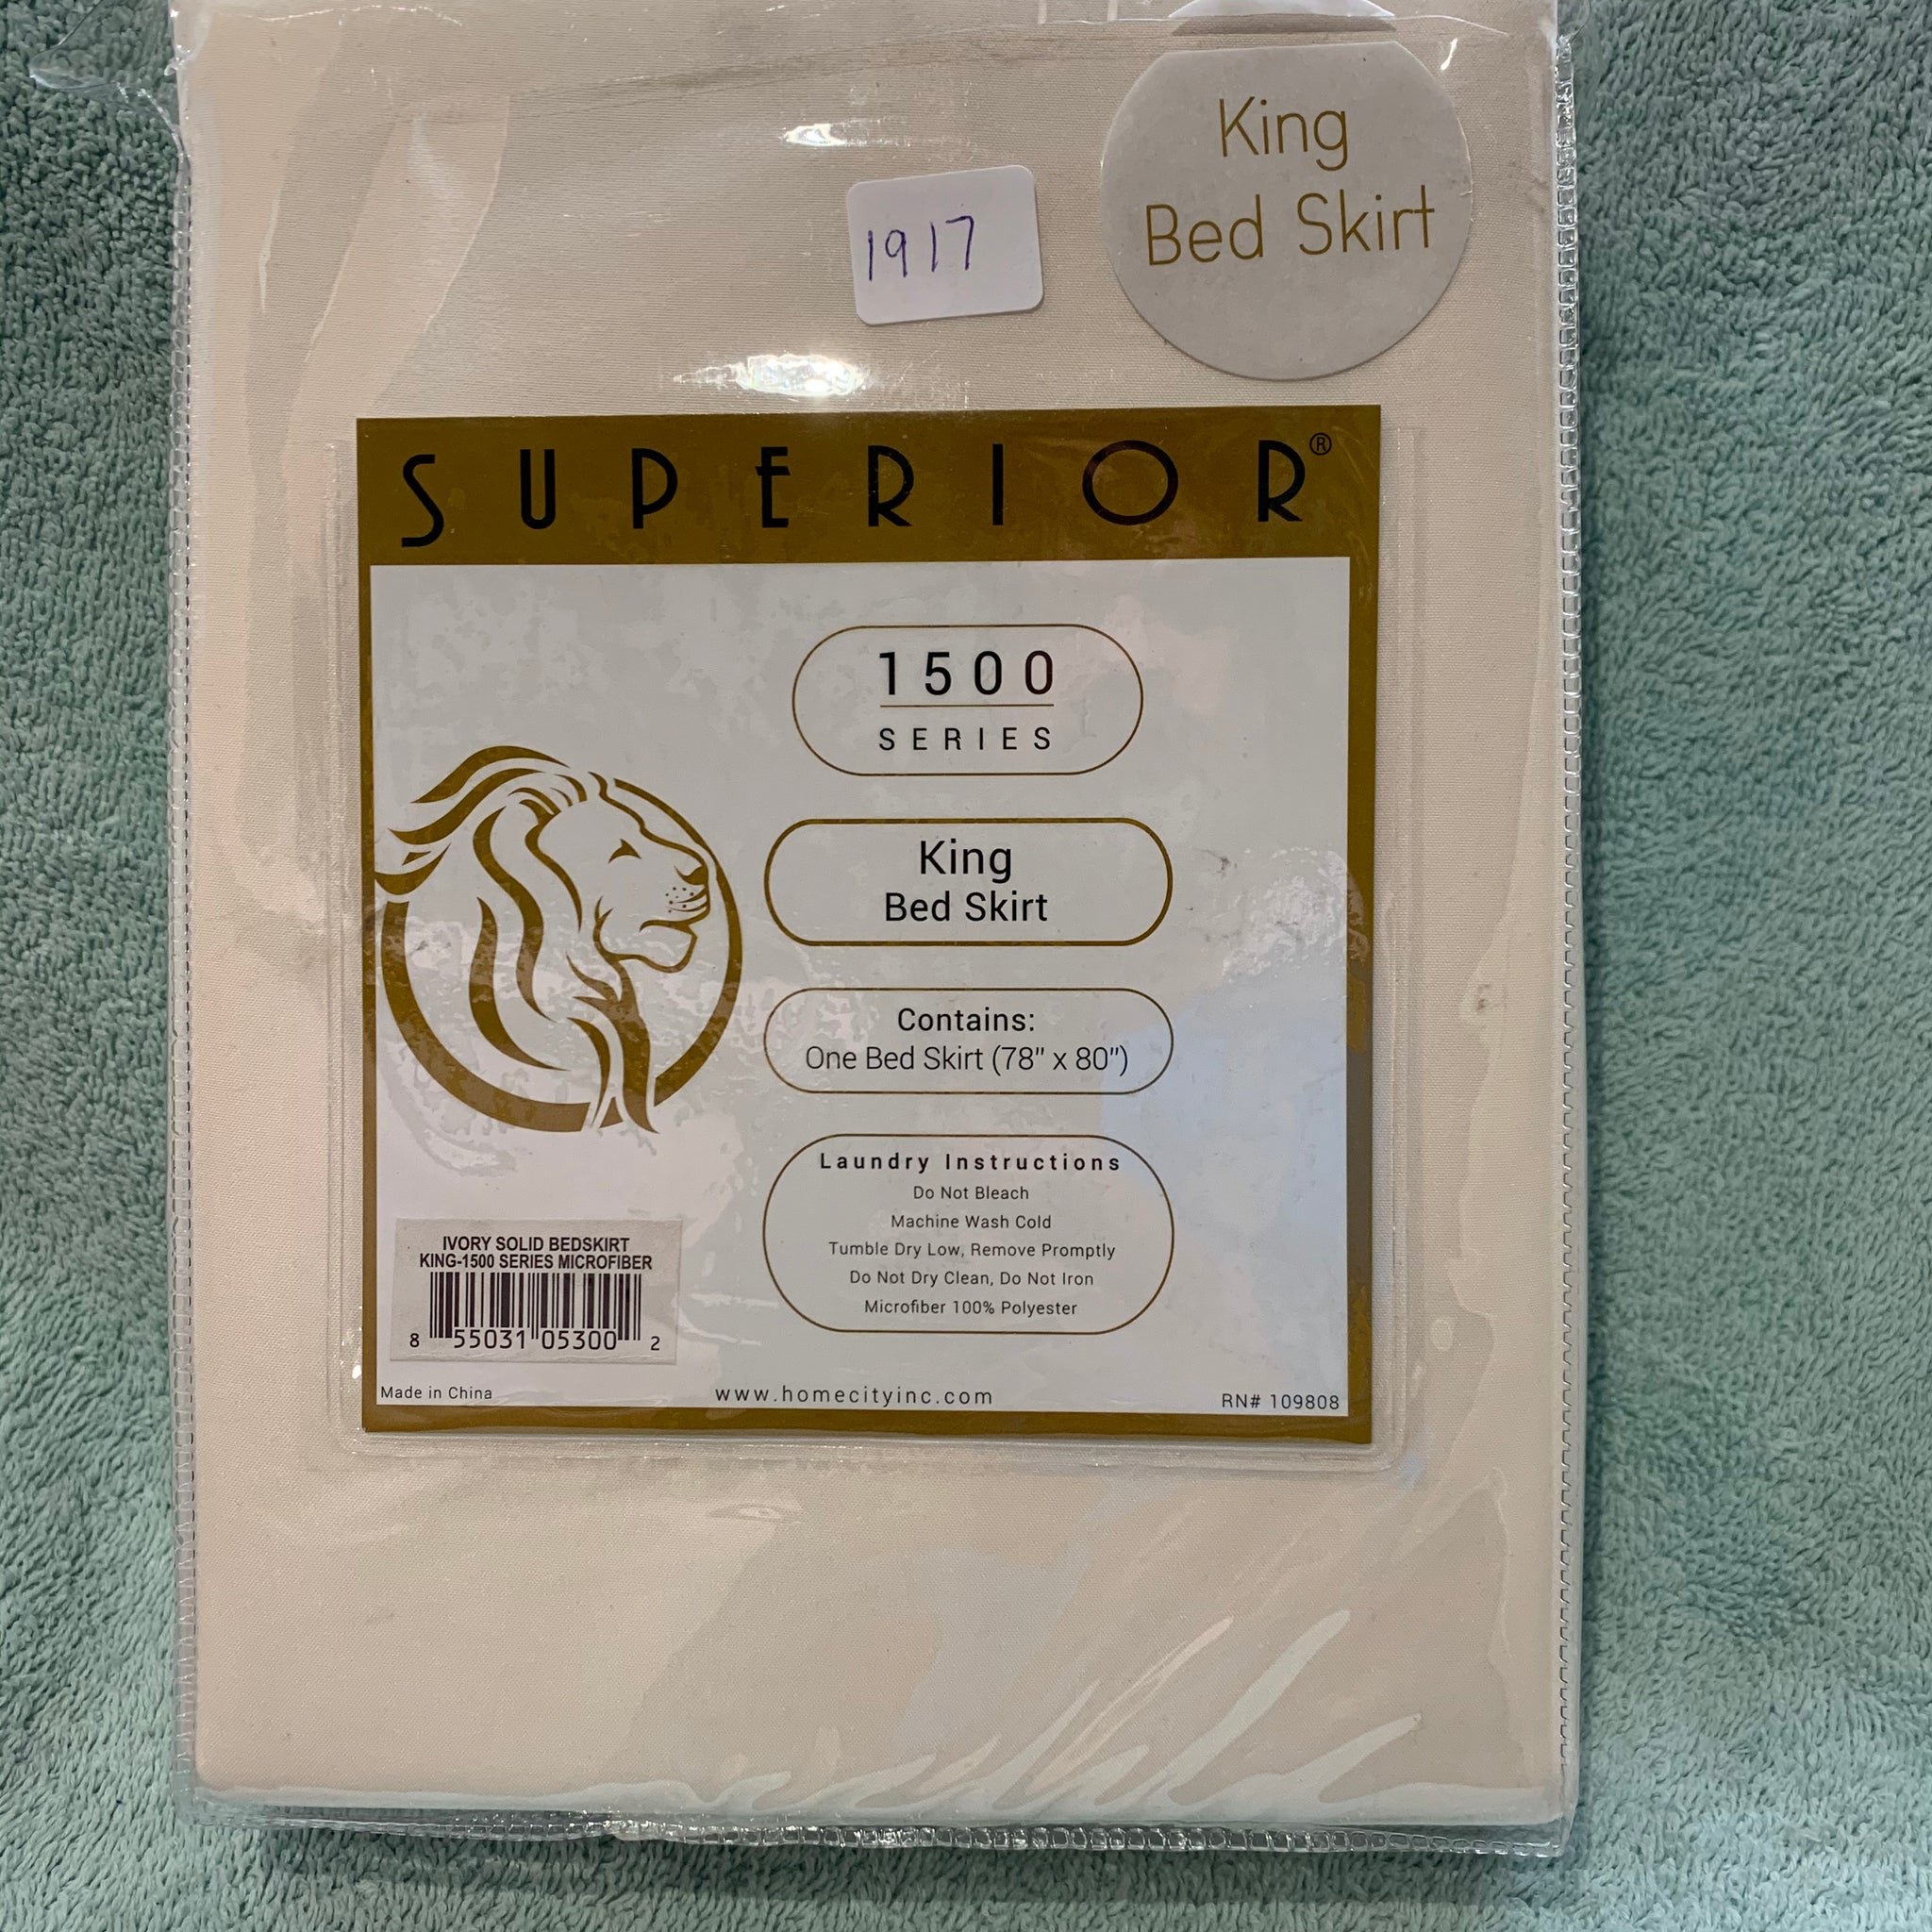 King
Bed Skirt
1917
SUPERIOR®
1500
SERIES
King
Bed Skirt
Contains:
One Bed Skirt (78" x 80")
Laundry Instructions
Do Not Bleach
Machine Wash Cold
Tumble Dry Low, Remove Promptly
Do Not Dry Clean, Do Not Iron
Microfiber 100% Polyester
IVORY SOLID BEDSKIRT
KING-1500 SERIES MICROFIBER
8 55031 05300 2
Made in China
www.homecityinc.com
RN# 109808